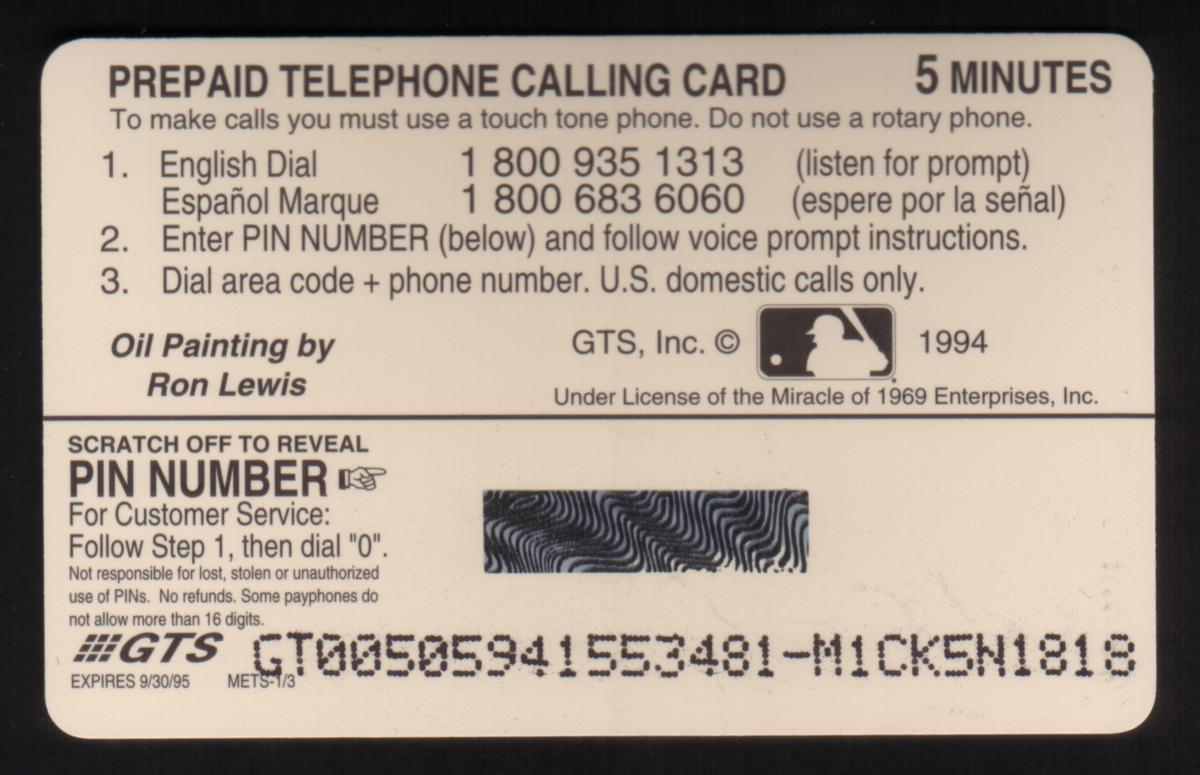 PREPAID TELEPHONE CALLING CARD 5 MINUTES
To make calls you must use a touch tone phone. Do not use a rotary phone.
1. English Dial 1 800 935 1313 (listen for prompt)
Español Marque 1 800 683 6060 (espere por la señal)
2. Enter PIN NUMBER (below) and follow voice prompt instructions.
3. Dial area code + phone number. U.S. domestic calls only.
Oil Painting by
Ron Lewis
GTS, Inc. © 1994
Under License of the Miracle of 1969 Enterprises, Inc.
SCRATCH OFF TO REVEAL
PIN NUMBER
For Customer Service:
Follow Step 1, then dial "0".
Not responsible for lost, stolen or unauthorized
use of PINs. No refunds. Some payphones do
not allow more than 16 digits.
GTS GT00505941553481-M1CK5N1818
EXPIRES 9/30/95 METS-1/3